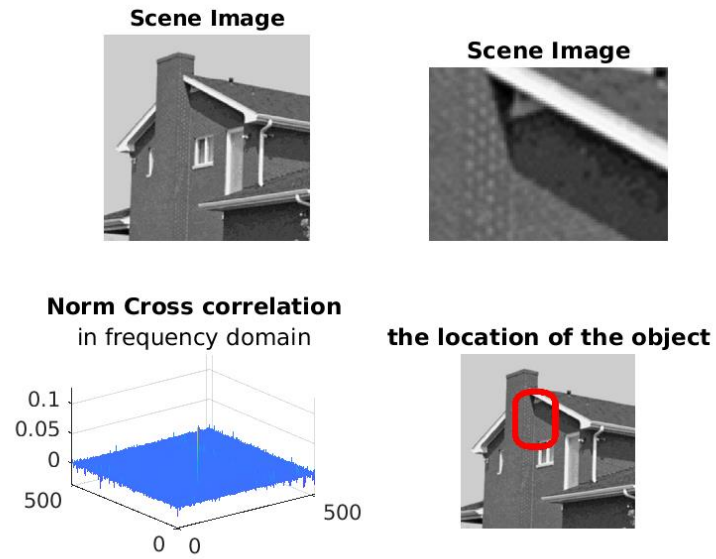 Scene Image
Scene Image
Norm Cross correlation
in frequency domain
0.1
0.05
0
500
0
0
500
the location of the object